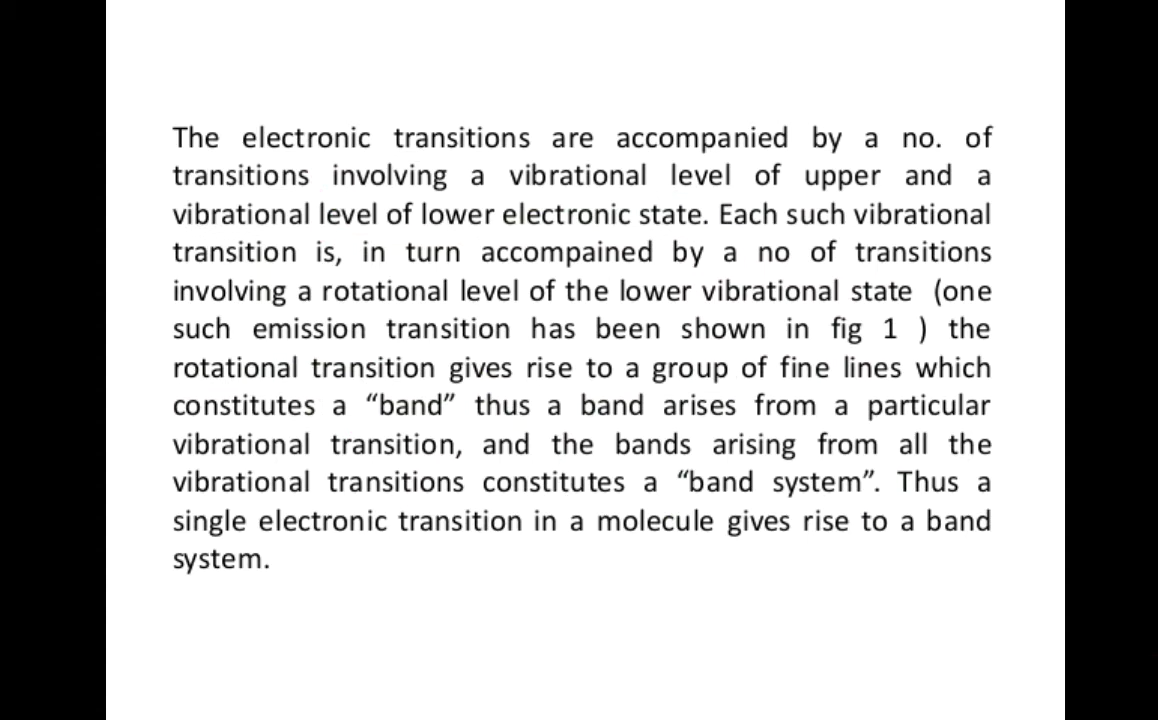 The electronic transitions are accompanied by a no. of
transitions involving a vibrational level of upper and a
vibrational level of lower electronic state. Each such vibrational
transition is, in turn accompained by a no of transitions
involving a rotational level of the lower vibrational state (one
such emission transition has been shown in fig 1 ) the
rotational transition gives rise to a group of fine lines which
constitutes a “band” thus a band arises from a particular
vibrational transition, and the bands arising from all the
vibrational transitions constitutes a “band system”. Thus a
single electronic transition in a molecule gives rise to a band
system.